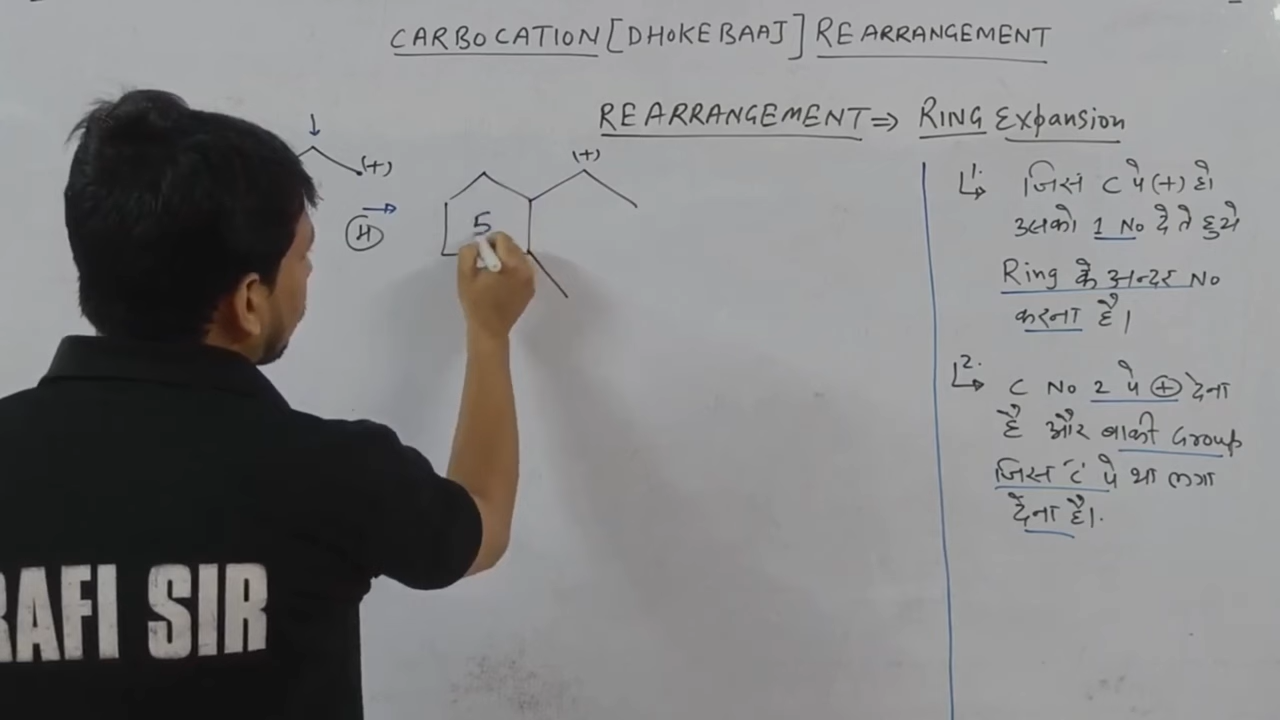 CARBOCATION [DHOKEBAAJ] REARRANGEMENT
REARRANGEMENT ⇒ RING Expansion
(+)
H
(+)
5
1. जिस C पे (+) हो
उसको 1 No देते हुये
Ring के अन्दर No
करना है।
2. C No 2 पे ⊕ देना
है और बाकी Group
जिस C पे था लगा
देना है।
RAFI SIR